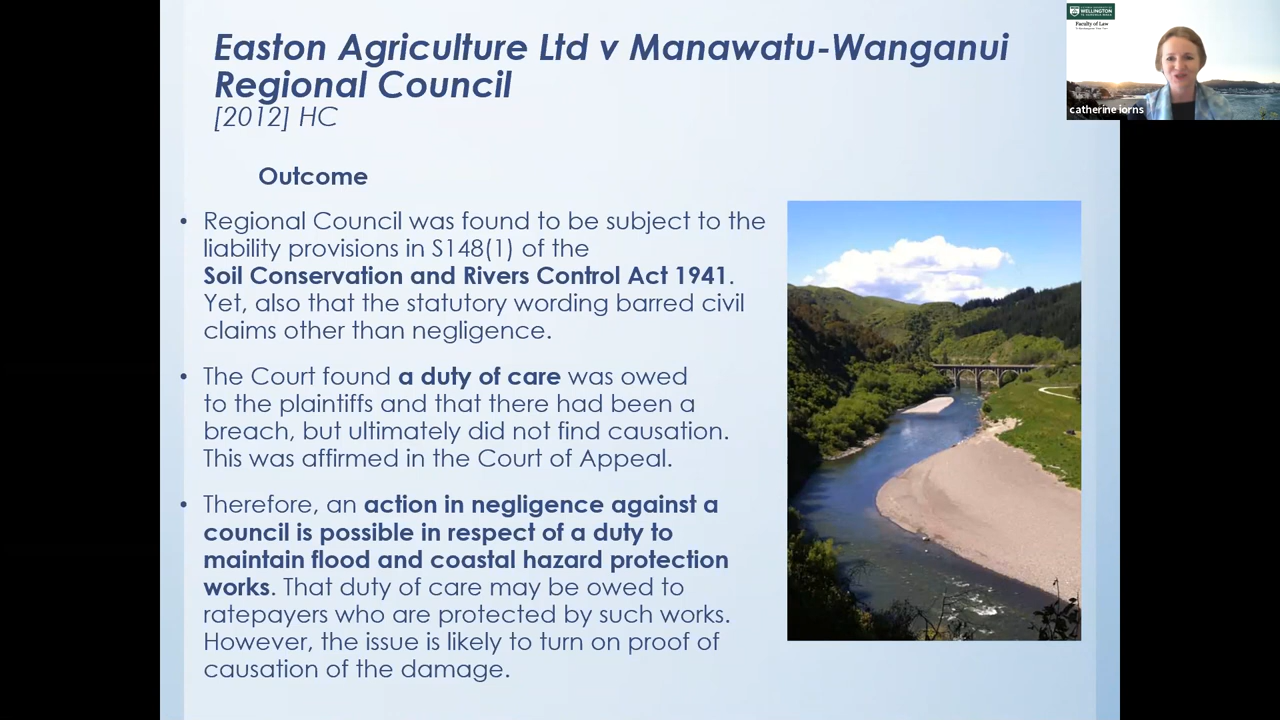 Easton Agriculture Ltd v Manawatu-Wanganui
Regional Council
[2012] HC
WELLINGTON
Faculty of Law
catherine iorns
Outcome
• Regional Council was found to be subject to the
liability provisions in S148(1) of the
Soil Conservation and Rivers Control Act 1941.
Yet, also that the statutory wording barred civil
claims other than negligence.
• The Court found a duty of care was owed
to the plaintiffs and that there had been a
breach, but ultimately did not find causation.
This was affirmed in the Court of Appeal.
• Therefore, an action in negligence against a
council is possible in respect of a duty to
maintain flood and coastal hazard protection
works. That duty of care may be owed to
ratepayers who are protected by such works.
However, the issue is likely to turn on proof of
causation of the damage.